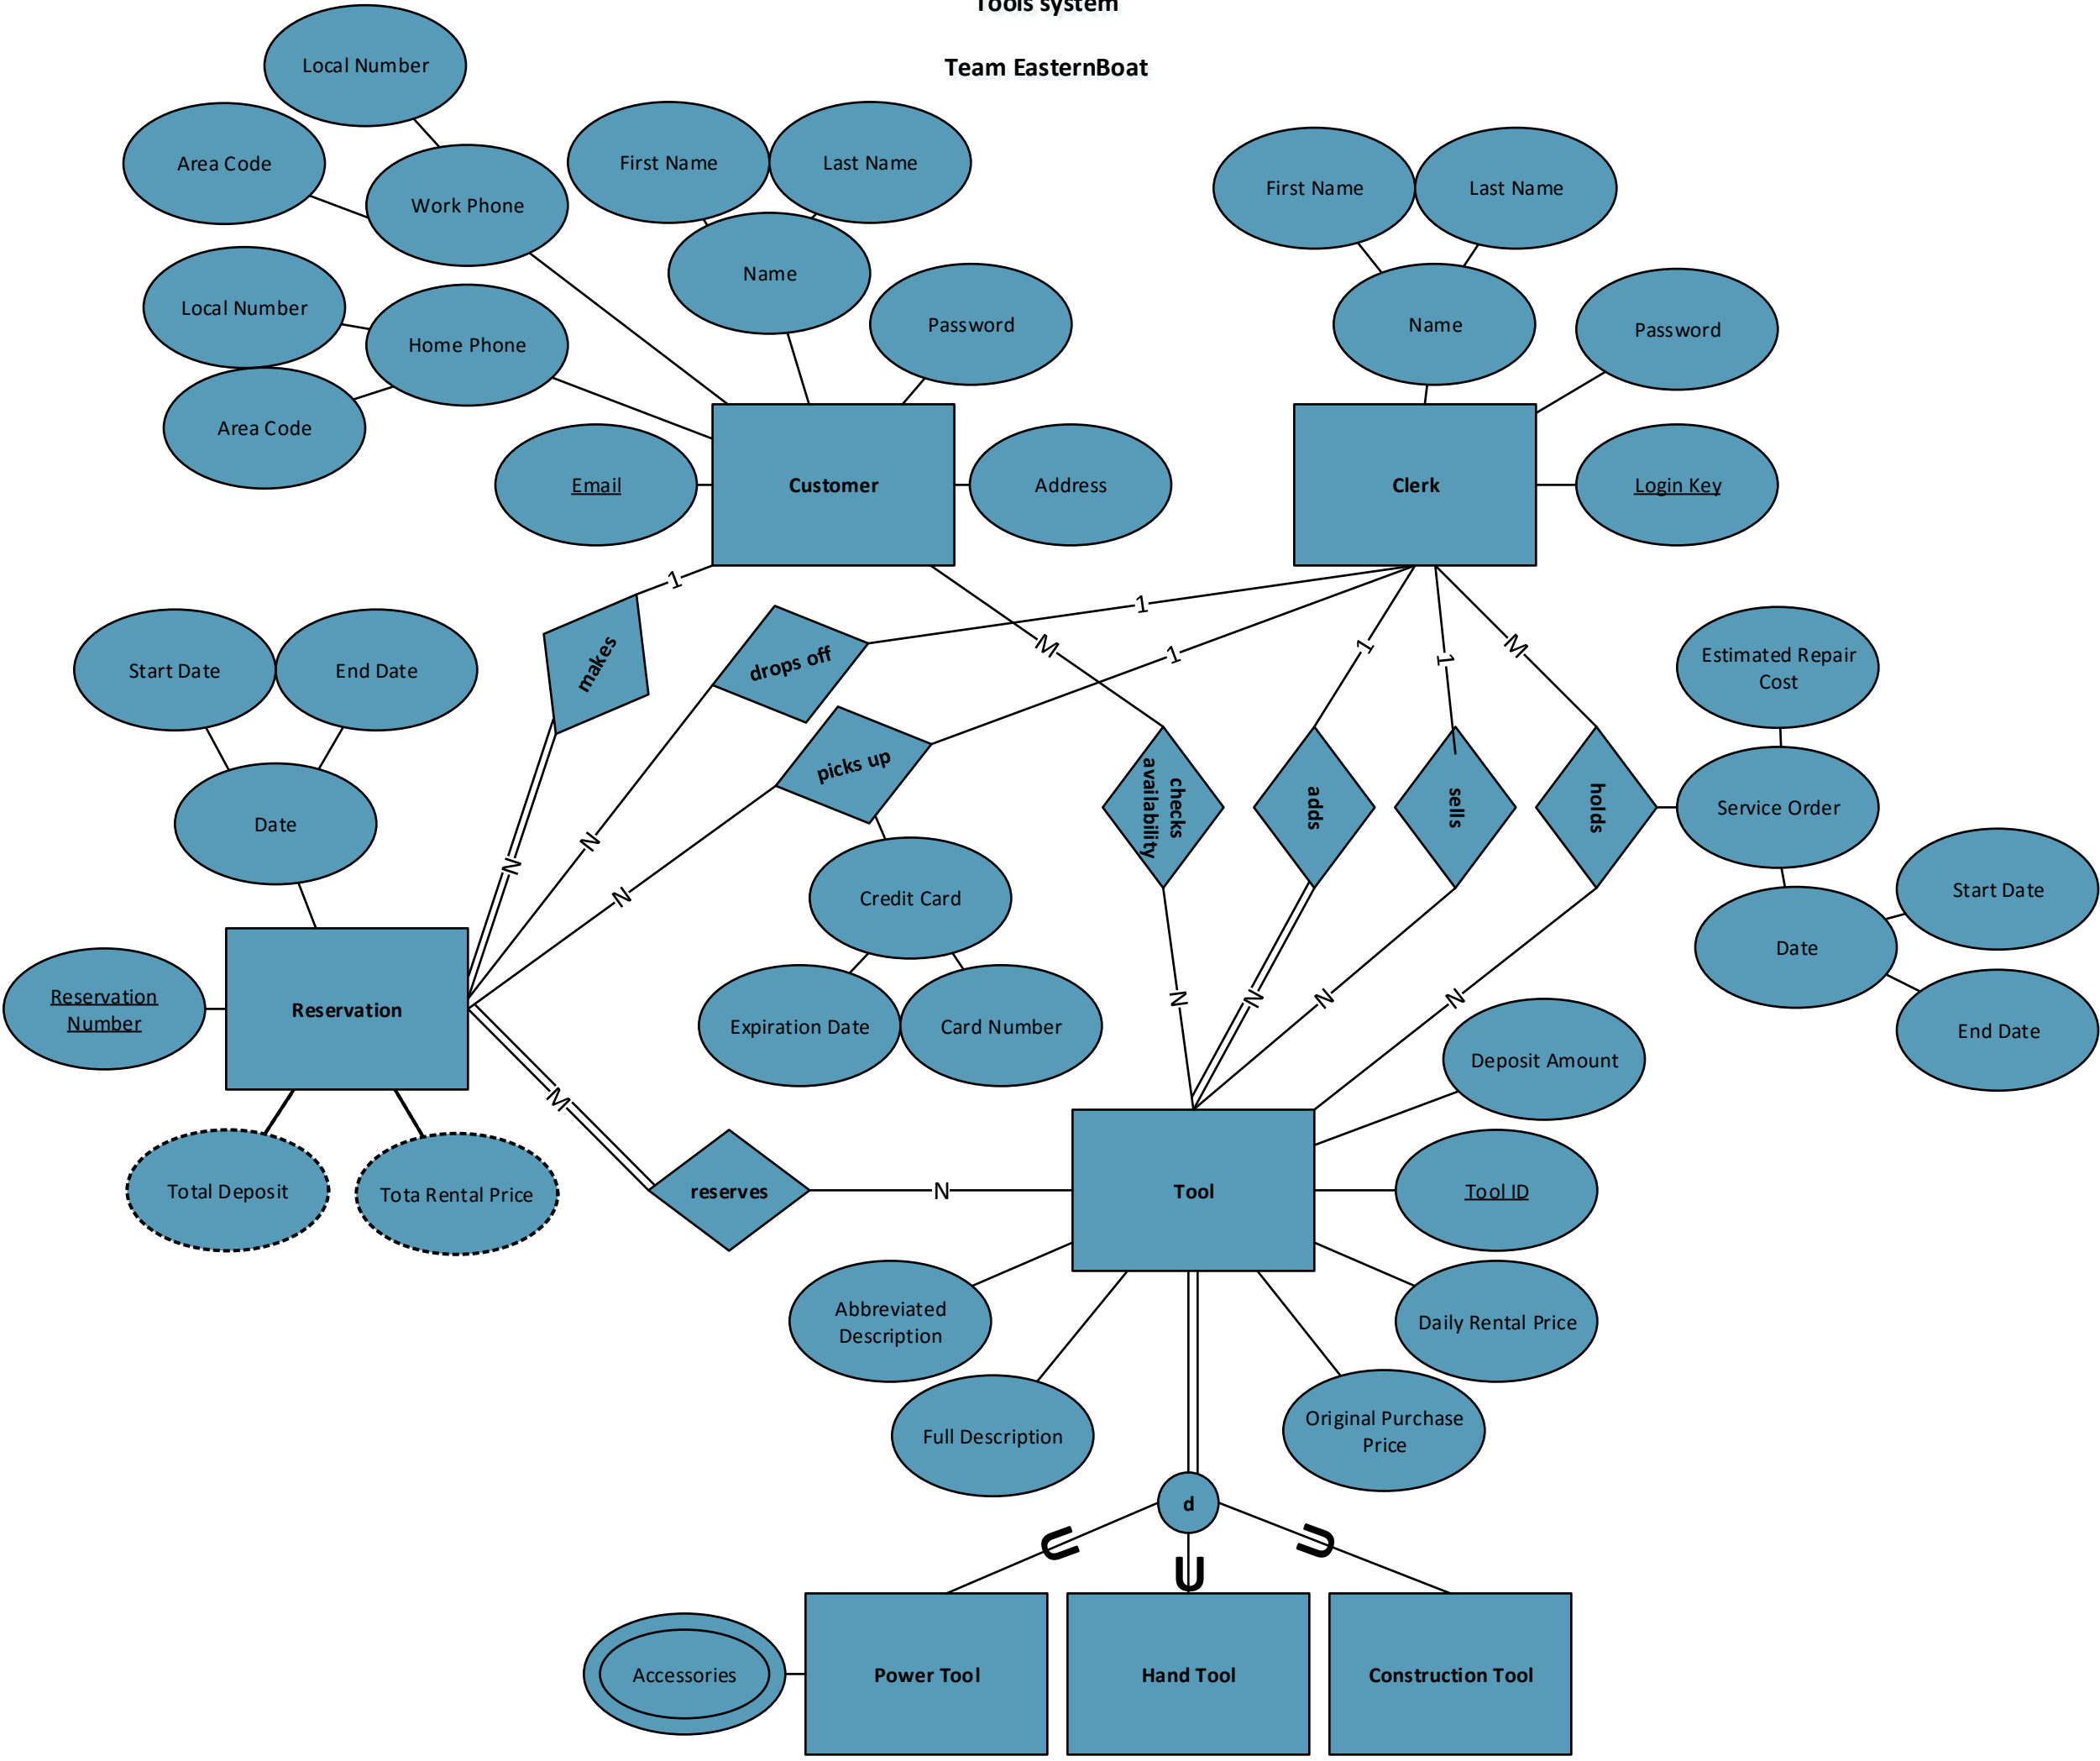 Tools system
Team EasternBoat
Local Number
Area Code
Work Phone
First Name
Last Name
First Name
Last Name
Local Number
Home Phone
Area Code
Name
Password
Name
Password
Email
Customer
Address
Clerk
Login Key
1
1
M
1
1
1
M
makes
drops off
picks up
Start Date
End Date
Date
N
N
N
checks
availability
adds
sells
holds
Estimated Repair
Cost
Service Order
Start Date
Date
End Date
Credit Card
Expiration Date
Card Number
N
N
N
N
Reservation
Number
Reservation
Deposit Amount
M
Total Deposit
Tota Rental Price
reserves
N
Tool
Tool ID
Abbreviated
Description
Daily Rental Price
Full Description
Original Purchase
Price
d
U
U
U
Accessories
Power Tool
Hand Tool
Construction Tool